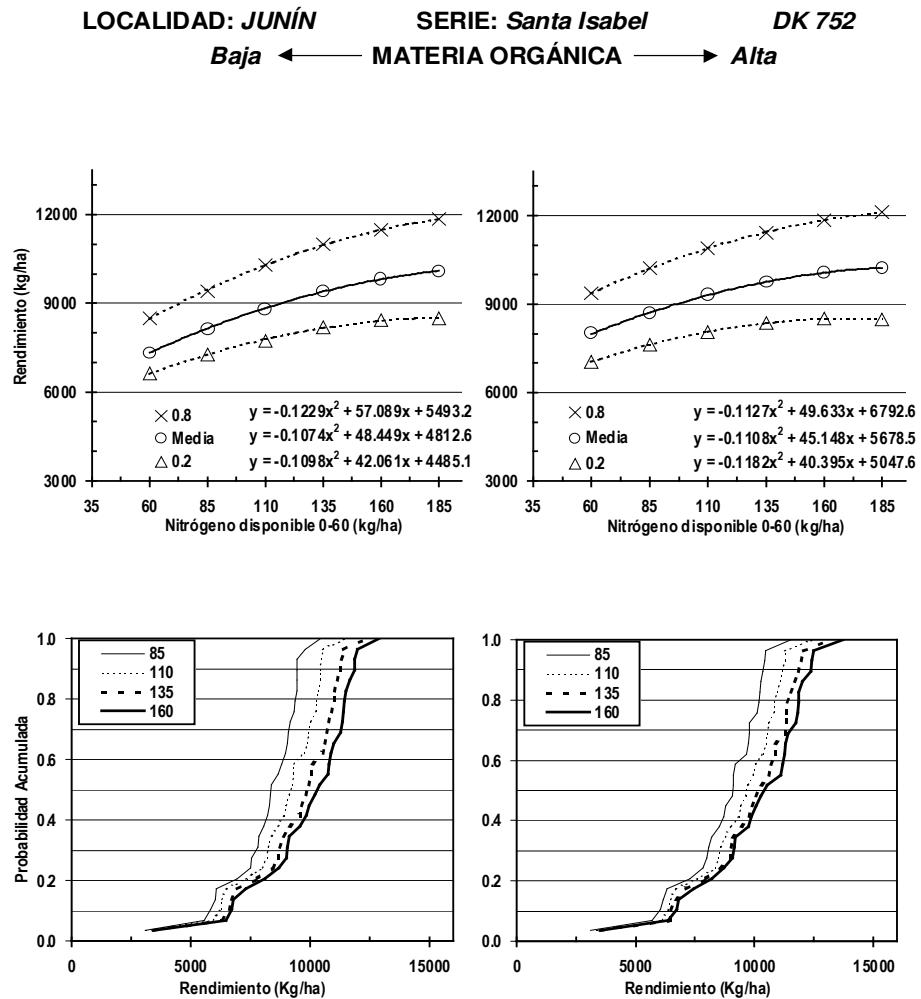 LOCALIDAD: JUNÍN SERIE: Santa Isabel DK 752
Baja MATERIA ORGÁNICA Alta
12000
9000
6000
3000
Rendimiento (kg/ha)
0.8 y = -0.1229x² + 57.089x + 5493.2
Media y = -0.1074x² + 48.449x + 4812.6
0.2 y = -0.1098x² + 42.061x + 4485.1
35 60 85 110 135 160 185
Nitrógeno disponible 0-60 (kg/ha)
12000
9000
6000
3000
0.8 y = -0.1127x² + 49.633x + 6792.6
Media y = -0.1108x² + 45.148x + 5678.5
0.2 y = -0.1182x² + 40.395x + 5047.6
35 60 85 110 135 160 185
Nitrógeno disponible 0-60 (kg/ha)
1.0
0.8
0.6
0.4
0.2
0.0
Probabilidad Acumulada
85
110
135
160
0 5000 10000 15000
Rendimiento (Kg/ha)
1.0
0.8
0.6
0.4
0.2
0.0
85
110
135
160
0 5000 10000 15000
Rendimiento (Kg/ha)